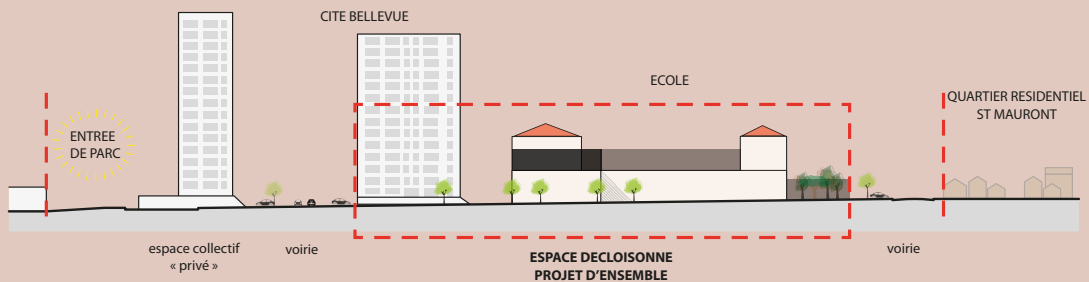 CITE BELLEVUE
ECOLE
QUARTIER RESIDENTIEL
ST MAURONT
ENTREE
DE PARC
espace collectif
« privé »
voirie
ESPACE DECLOISONNE
PROJET D'ENSEMBLE
voirie